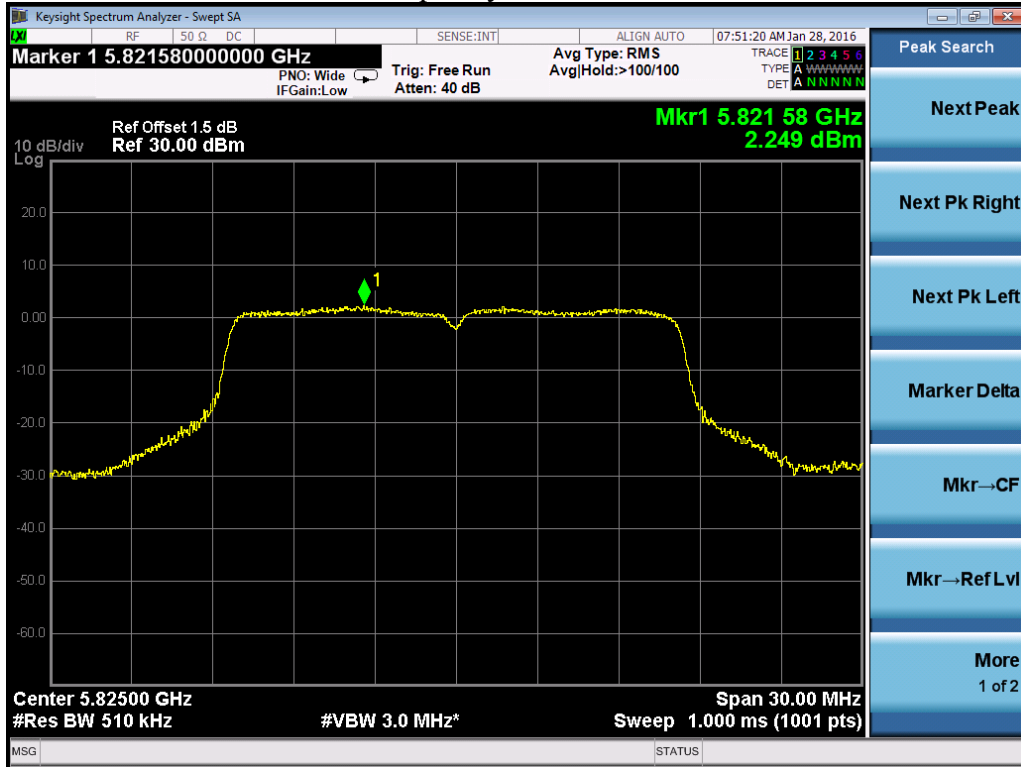 Keysight Spectrum Analyzer - Swept SA
LXI RF 50 Ω DC SENSE:INT ALIGN AUTO 07:51:20 AM Jan 28, 2016
Marker 1 5.821580000000 GHz
PNO: Wide
IFGain:Low
Trig: Free Run
Atten: 40 dB
Avg Type: RMS
Avg|Hold:>100/100
TRACE 1 2 3 4 5 6
TYPE A WWWWW
DET A N N N N N
Mkr1 5.821 58 GHz
2.249 dBm
Ref Offset 1.5 dB
10 dB/div Ref 30.00 dBm
Log
20.0
10.0
0.00
-10.0
-20.0
-30.0
-40.0
-50.0
-60.0
1
Center 5.82500 GHz Span 30.00 MHz
#Res BW 510 kHz #VBW 3.0 MHz* Sweep 1.000 ms (1001 pts)
MSG STATUS
Peak Search
Next Peak
Next Pk Right
Next Pk Left
Marker Delta
Mkr→CF
Mkr→Ref Lvl
More
1 of 2